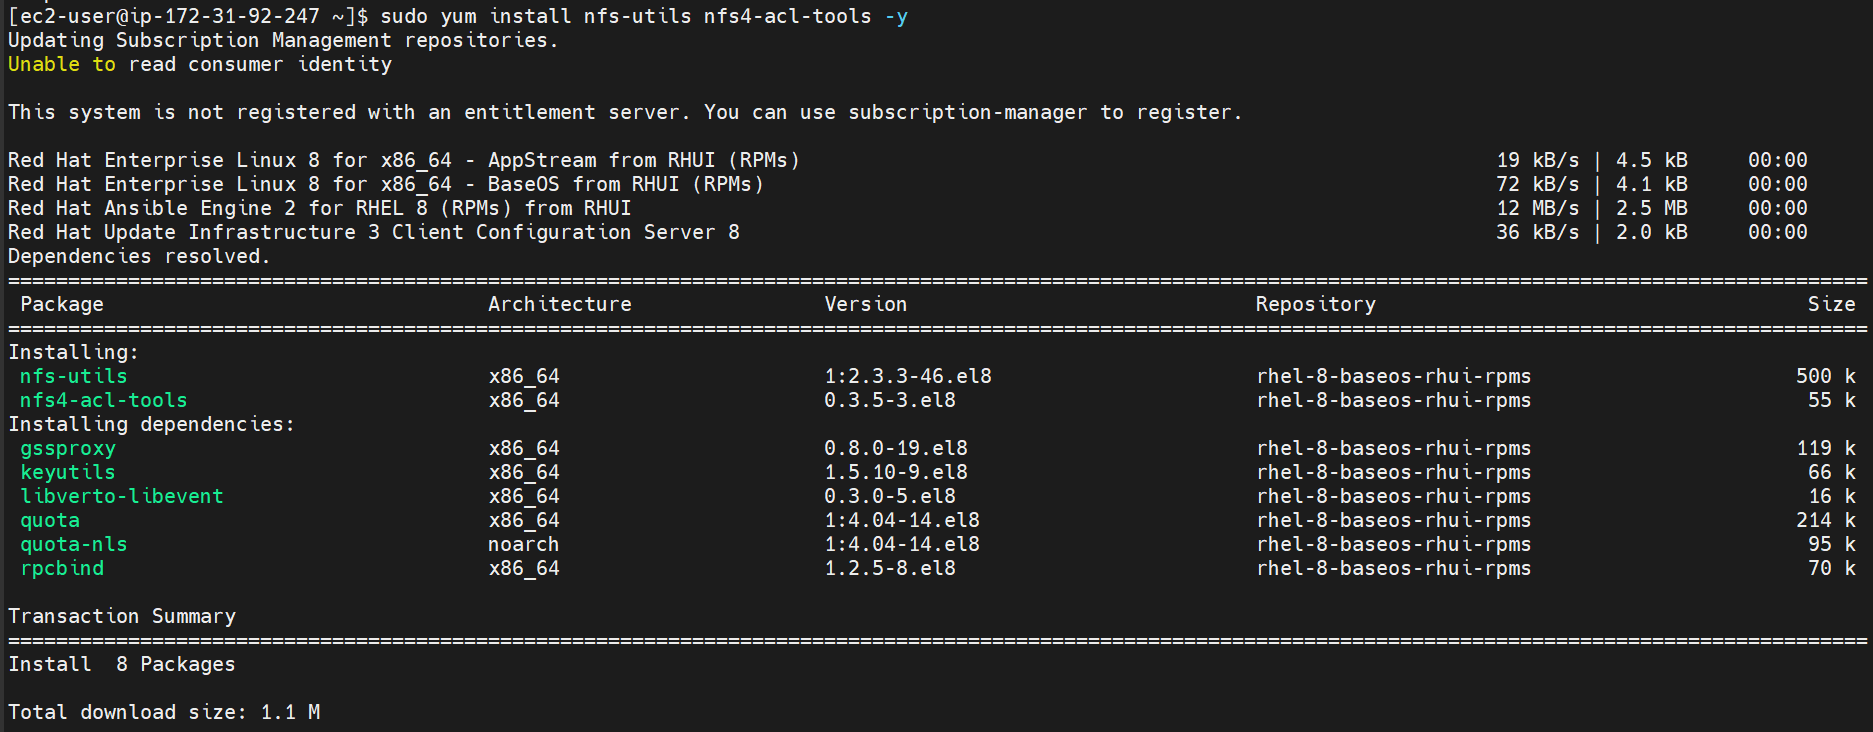 [ec2-user@ip-172-31-92-247 ~]$ sudo yum install nfs-utils nfs4-acl-tools -y
Updating Subscription Management repositories.
Unable to read consumer identity
This system is not registered with an entitlement server. You can use subscription-manager to register.
Red Hat Enterprise Linux 8 for x86_64 - AppStream from RHUI (RPMs) 19 kB/s | 4.5 kB 00:00
Red Hat Enterprise Linux 8 for x86_64 - BaseOS from RHUI (RPMs) 72 kB/s | 4.1 kB 00:00
Red Hat Ansible Engine 2 for RHEL 8 (RPMs) from RHUI 12 MB/s | 2.5 MB 00:00
Red Hat Update Infrastructure 3 Client Configuration Server 8 36 kB/s | 2.0 kB 00:00
Dependencies resolved.
Package Architecture Version Repository Size
Installing:
nfs-utils x86_64 1:2.3.3-46.el8 rhel-8-baseos-rhui-rpms 500 k
nfs4-acl-tools x86_64 0.3.5-3.el8 rhel-8-baseos-rhui-rpms 55 k
Installing dependencies:
gssproxy x86_64 0.8.0-19.el8 rhel-8-baseos-rhui-rpms 119 k
keyutils x86_64 1.5.10-9.el8 rhel-8-baseos-rhui-rpms 66 k
libverto-libevent x86_64 0.3.0-5.el8 rhel-8-baseos-rhui-rpms 16 k
quota x86_64 1:4.04-14.el8 rhel-8-baseos-rhui-rpms 214 k
quota-nls noarch 1:4.04-14.el8 rhel-8-baseos-rhui-rpms 95 k
rpcbind x86_64 1.2.5-8.el8 rhel-8-baseos-rhui-rpms 70 k
Transaction Summary
Install 8 Packages
Total download size: 1.1 M